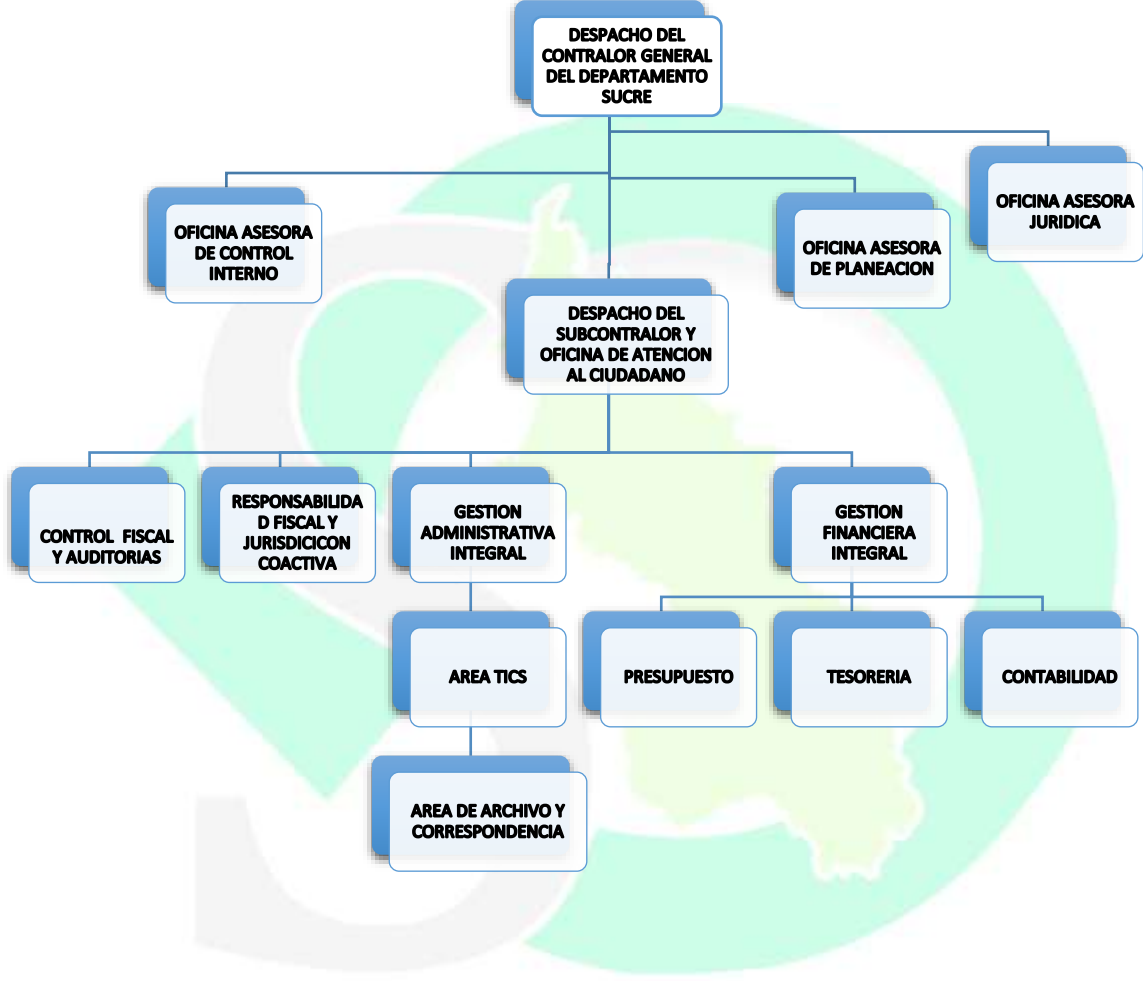 DESPACHO DEL
CONTRALOR GENERAL
DEL DEPARTAMENTO
SUCRE
OFICINA ASESORA
JURIDICA
OFICINA ASESORA
DE CONTROL
INTERNO
OFICINA ASESORA
DE PLANEACION
DESPACHO DEL
SUBCONTRALOR Y
OFICINA DE ATENCION
AL CIUDADANO
CONTROL FISCAL
Y AUDITORIAS
RESPONSABILIDA
D FISCAL Y
JURISDICICON
COACTIVA
GESTION
ADMINISTRATIVA
INTEGRAL
GESTION
FINANCIERA
INTEGRAL
AREA TICS
PRESUPUESTO
TESORERIA
CONTABILIDAD
AREA DE ARCHIVO Y
CORRESPONDENCIA